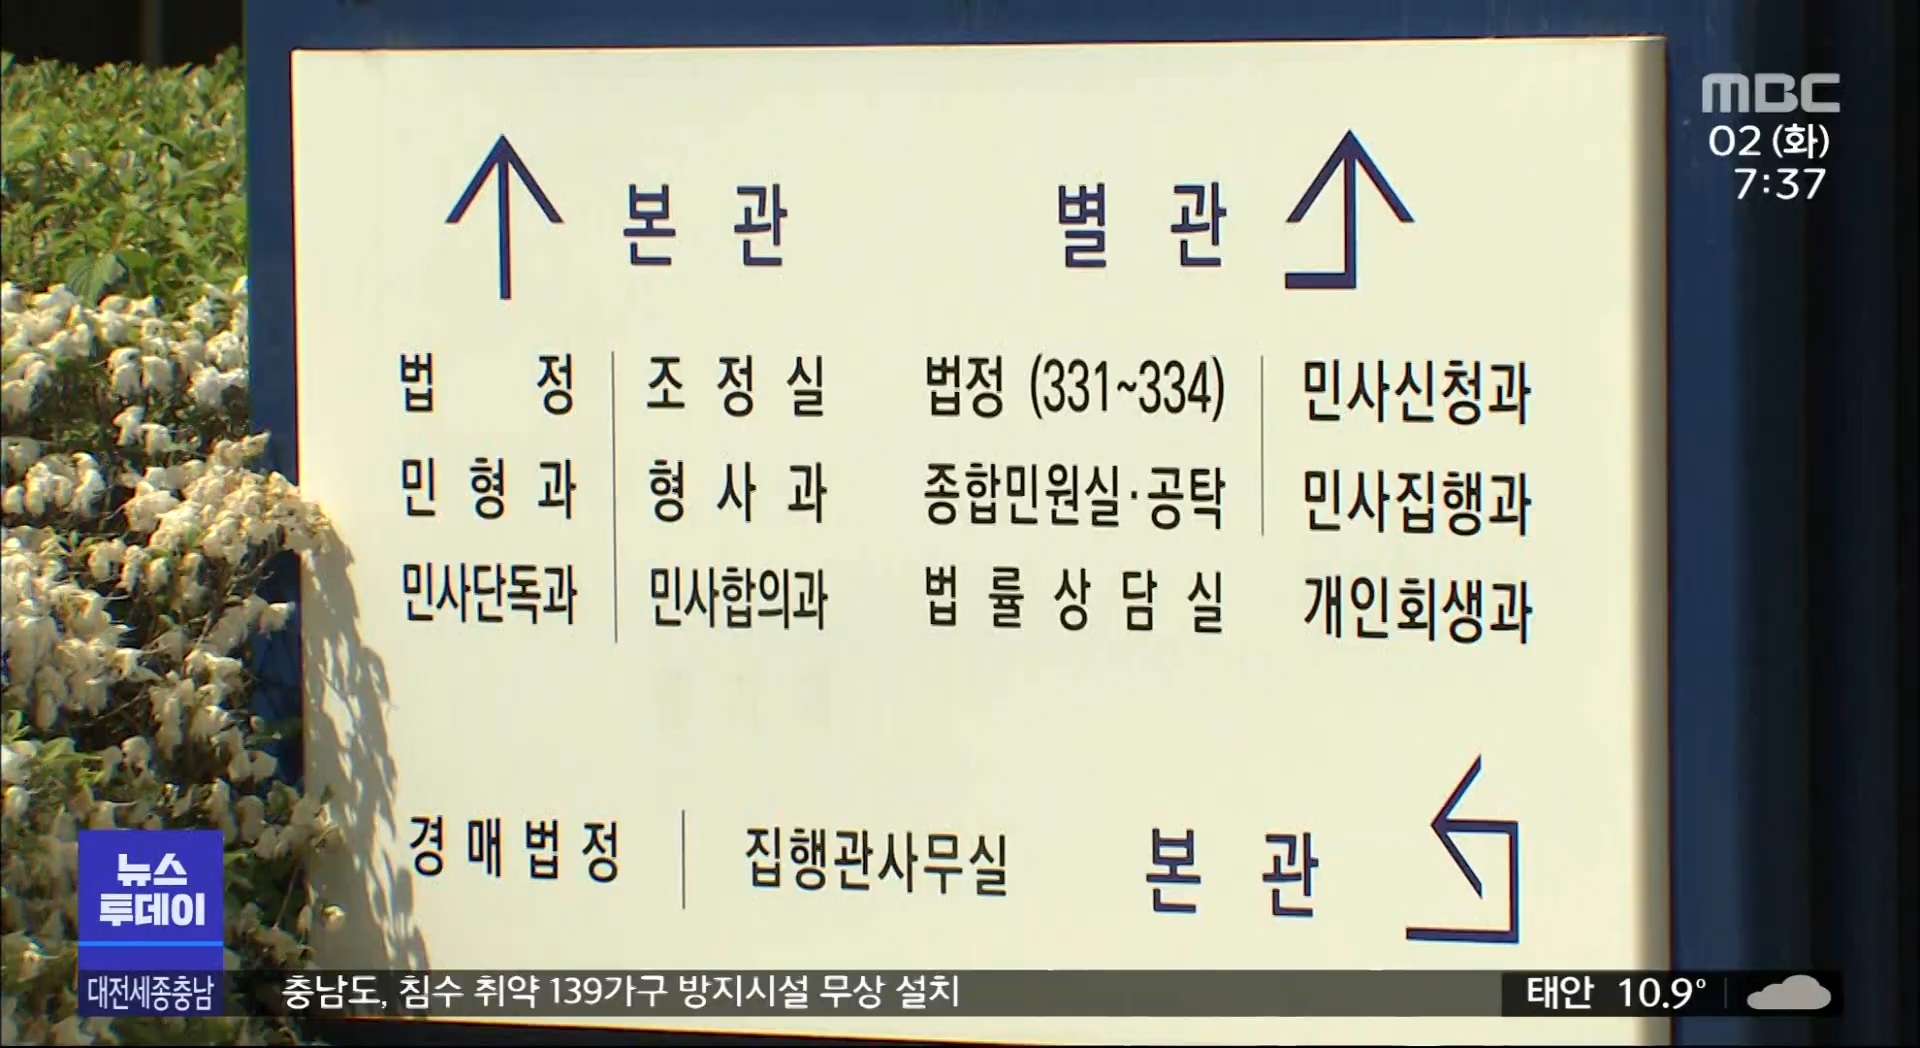 MBC
02 (화)
7:37
본 관
별 관
법 정 조 정 실
법정 (331~334) 민사신청과
민 형 과 형 사 과
종합민원실·공탁 민사집행과
민사단독과 민사합의과
법 률 상 담 실 개인회생과
경 매 법 정 집행관사무실 본 관
뉴스
투데이
대전세종충남
충남도, 침수 취약 139가구 방지시설 무상 설치
태안 10.9°